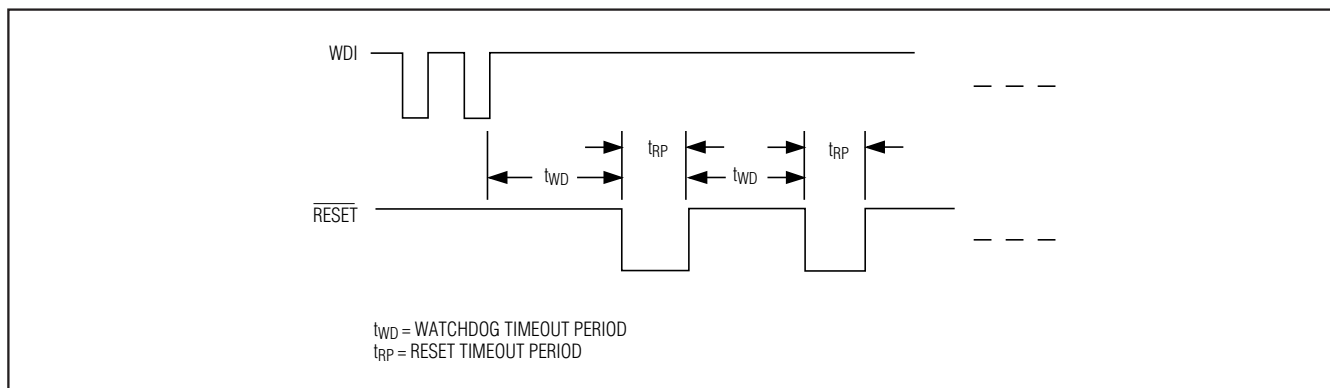 WDI
tRP
tRP
tWD
tWD
RESET
tWD = WATCHDOG TIMEOUT PERIOD
tRP = RESET TIMEOUT PERIOD